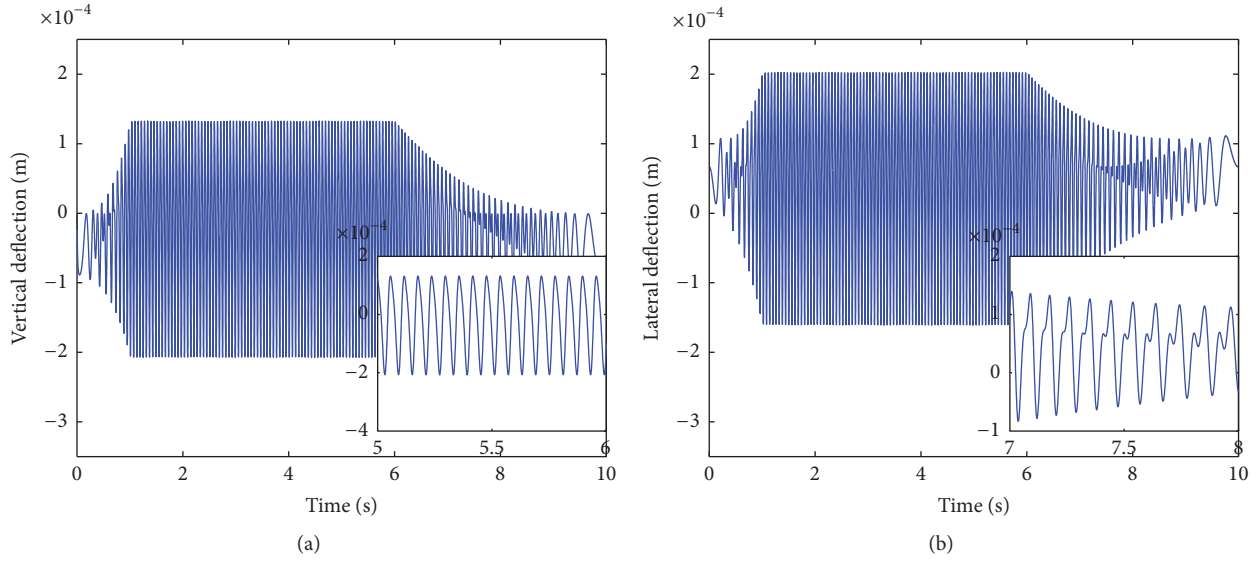 ×10⁻⁴
2
1
0
−1
−2
−3
Vertical deflection (m)
×10⁻⁴
2
0
−2
−4
5 5.5 6
0 2 4 6 8 10
Time (s)
(a)
×10⁻⁴
2
1
0
−1
−2
−3
Lateral deflection (m)
×10⁻⁴
2
1
0
−1
7 7.5 8
0 2 4 6 8 10
Time (s)
(b)